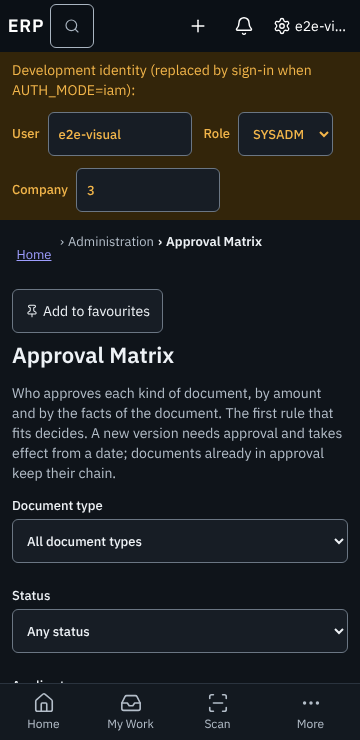 ERP
e2e-vi...
Development identity (replaced by sign-in when
AUTH_MODE=iam):
User e2e-visual Role SYSADM
Company 3
Home › Administration › Approval Matrix
Add to favourites
Approval Matrix
Who approves each kind of document, by amount
and by the facts of the document. The first rule that
fits decides. A new version needs approval and takes
effect from a date; documents already in approval
keep their chain.
Document type
All document types
Status
Any status
Home My Work Scan More